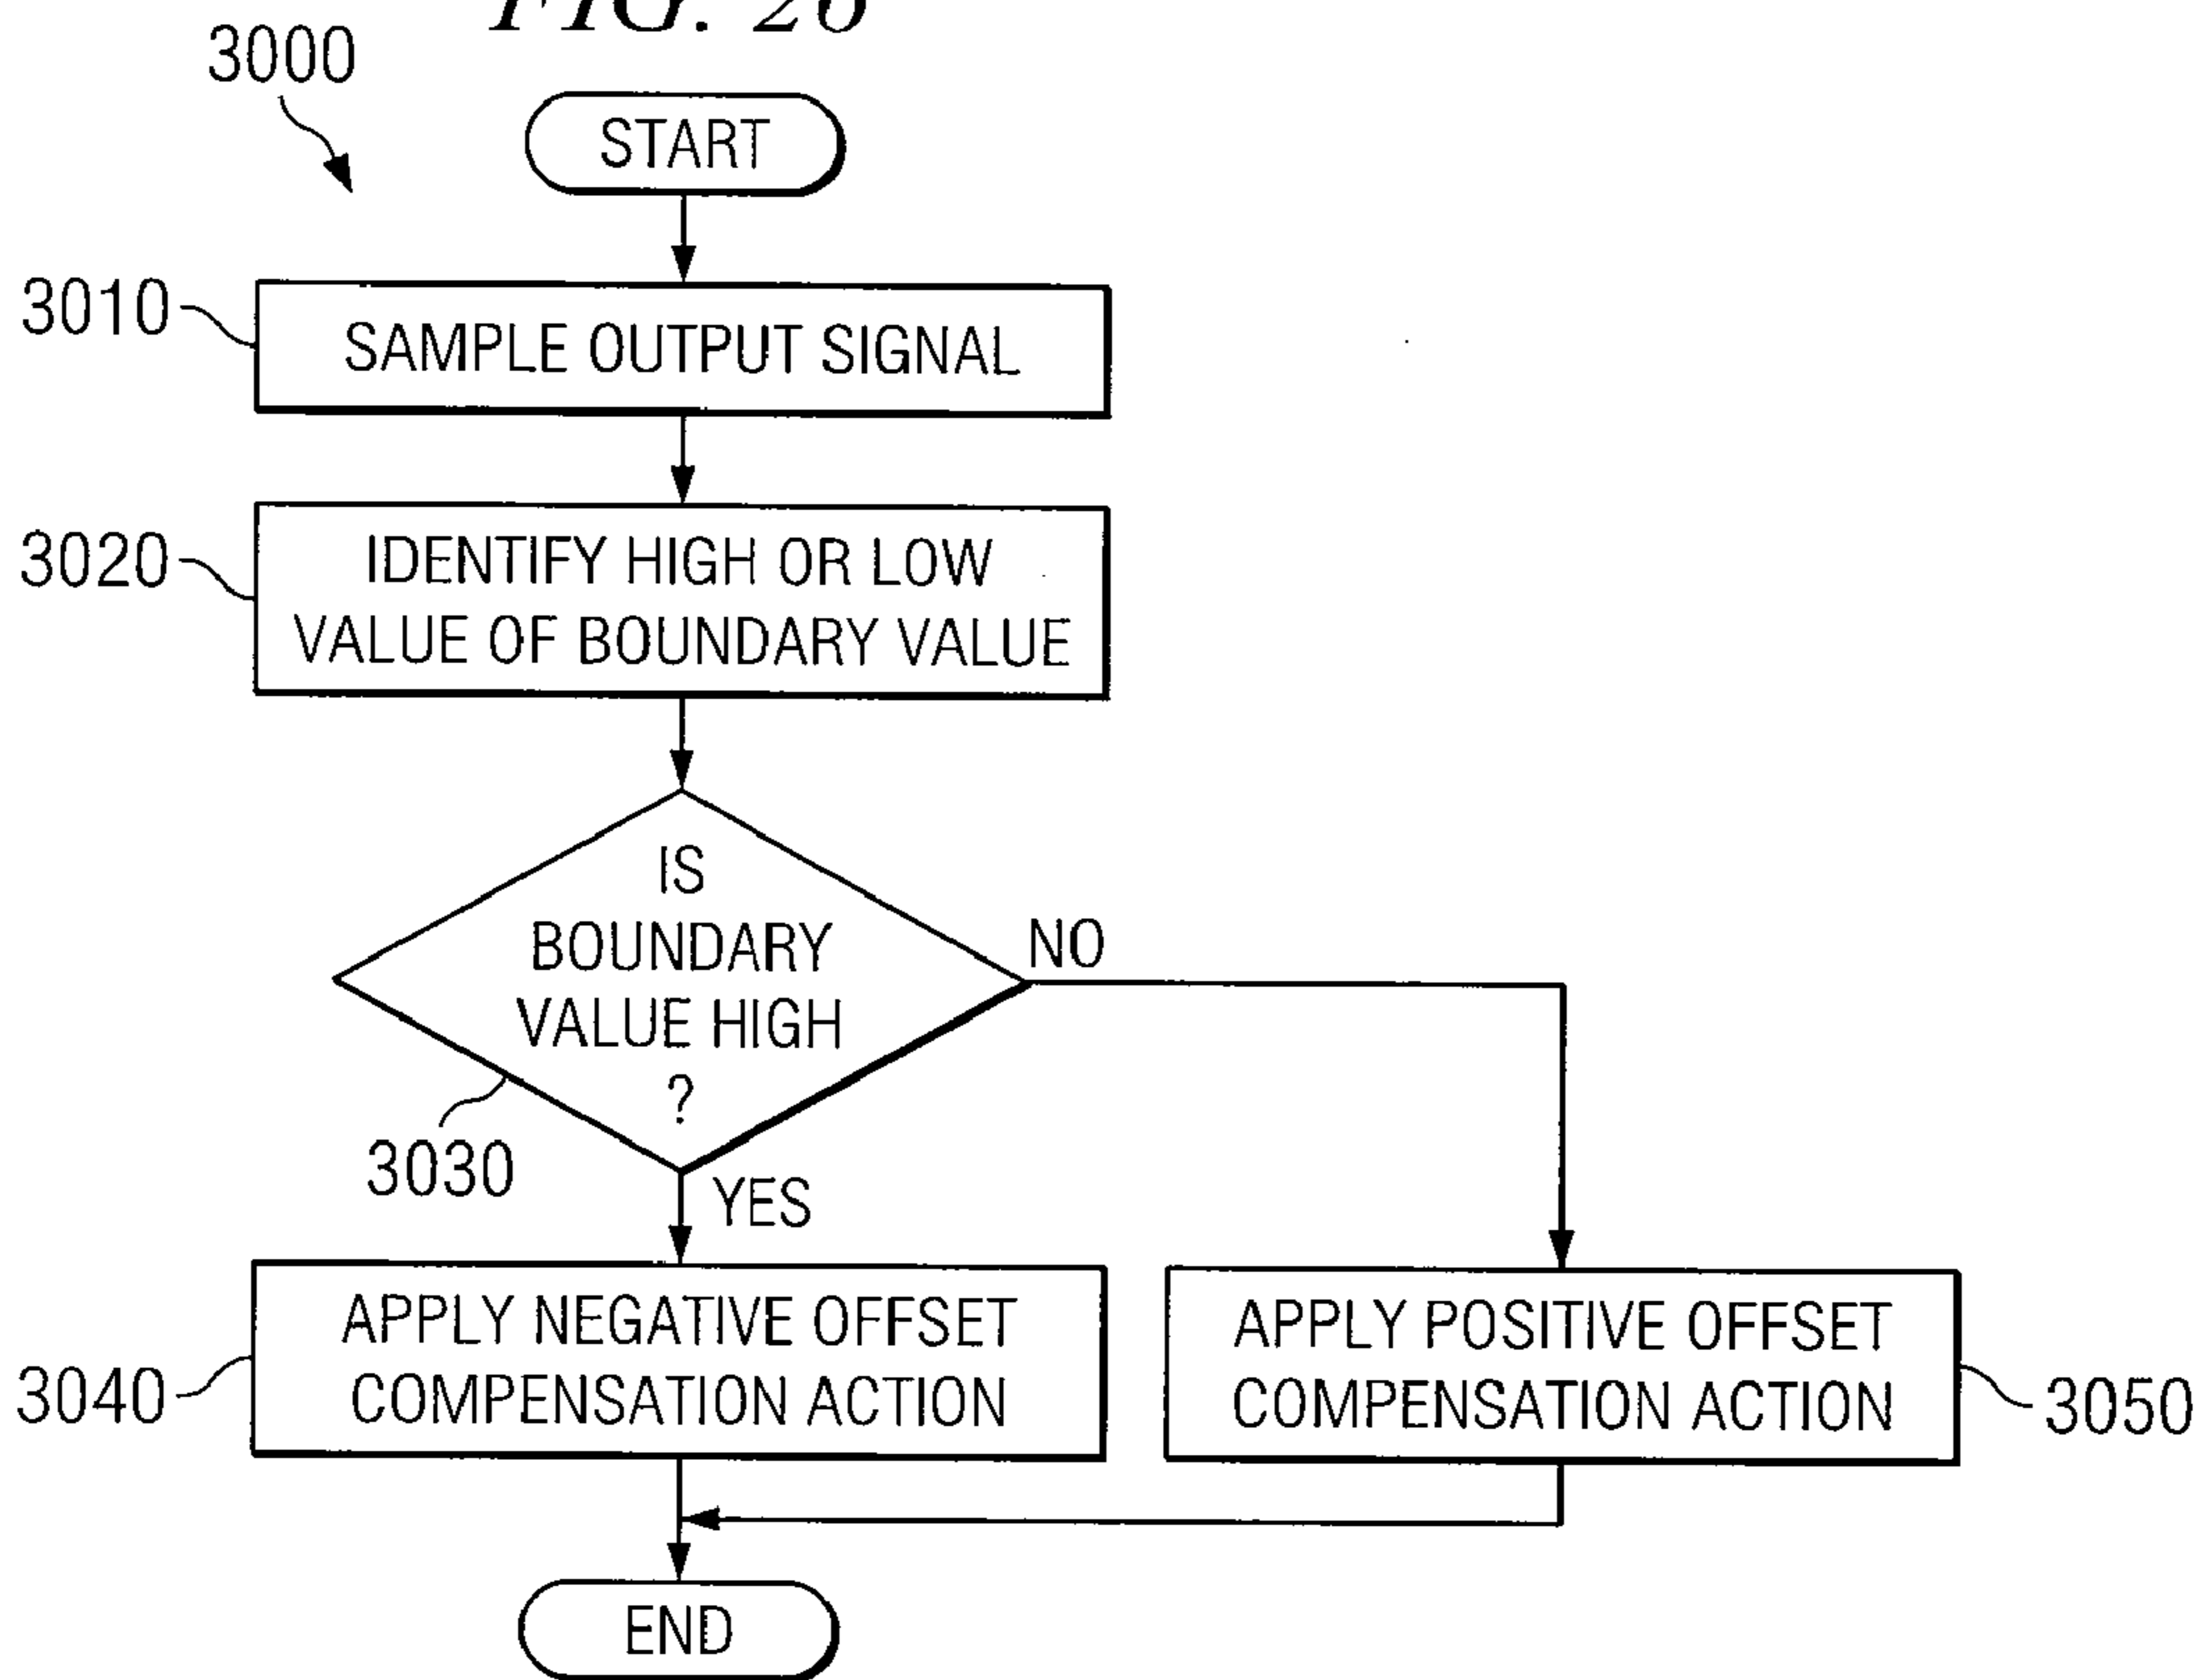 3000
START
3010
SAMPLE OUTPUT SIGNAL
3020
IDENTIFY HIGH OR LOW
VALUE OF BOUNDARY VALUE
IS
BOUNDARY
VALUE HIGH
?
NO
3030
YES
3040
APPLY NEGATIVE OFFSET
COMPENSATION ACTION
APPLY POSITIVE OFFSET
COMPENSATION ACTION
3050
END